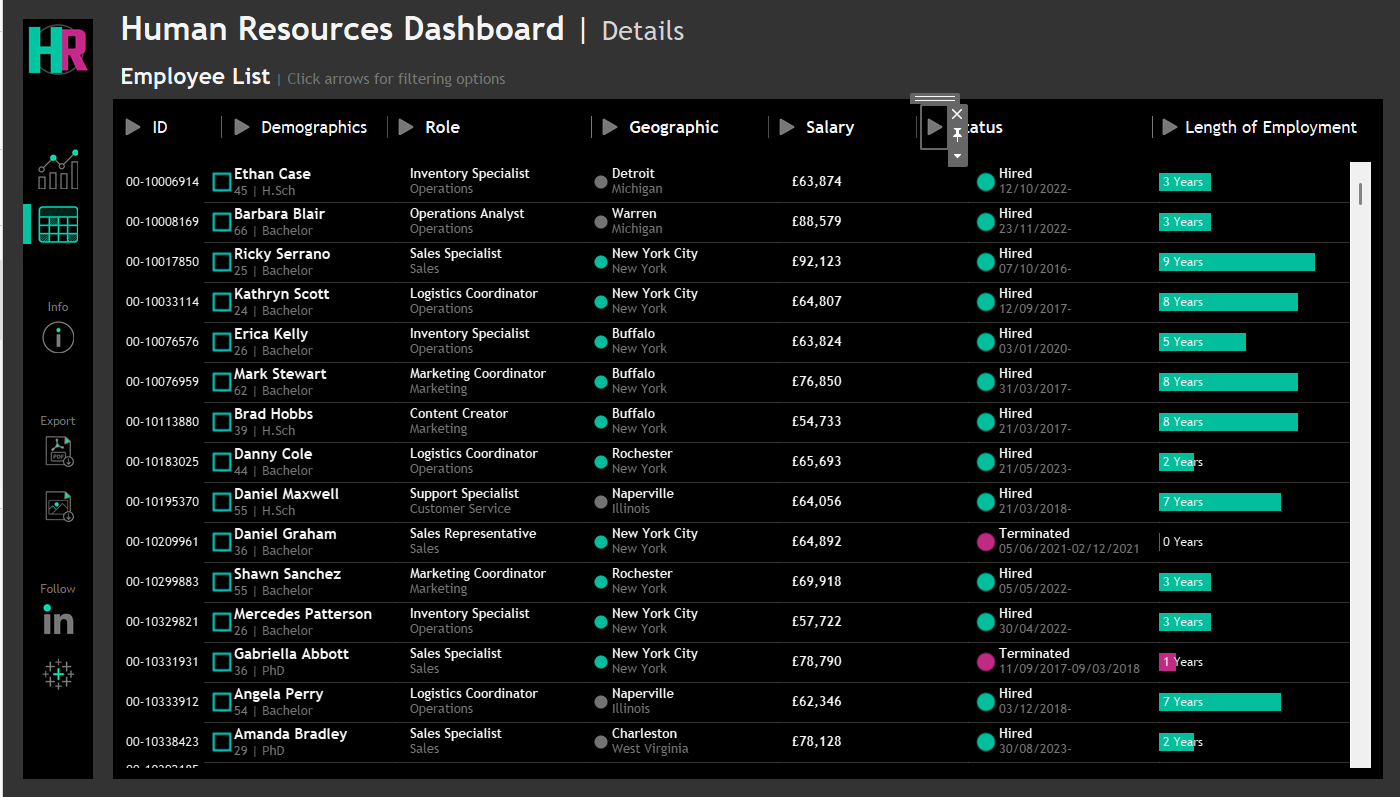 HR
Human Resources Dashboard | Details
Employee List | Click arrows for filtering options
ID Demographics Role Geographic Salary tatus Length of Employment
00-10006914 Ethan Case Inventory Specialist Detroit £63,874 Hired 3 Years
45 | H.Sch Operations Michigan 12/10/2022-
00-10008169 Barbara Blair Operations Analyst Warren £88,579 Hired 3 Years
66 | Bachelor Operations Michigan 23/11/2022-
00-10017850 Ricky Serrano Sales Specialist New York City £92,123 Hired 9 Years
25 | Bachelor Sales New York 07/10/2016-
00-10033114 Kathryn Scott Logistics Coordinator New York City £64,807 Hired 8 Years
24 | Bachelor Operations New York 12/09/2017-
Info
00-10076576 Erica Kelly Inventory Specialist Buffalo £63,824 Hired 5 Years
26 | Bachelor Operations New York 03/01/2020-
00-10076959 Mark Stewart Marketing Coordinator Buffalo £76,850 Hired 8 Years
62 | Bachelor Marketing New York 31/03/2017-
Export
PDF
00-10113880 Brad Hobbs Content Creator Buffalo £54,733 Hired 8 Years
39 | H.Sch Marketing New York 21/03/2017-
00-10183025 Danny Cole Logistics Coordinator Rochester £65,693 Hired 2 Years
44 | Bachelor Operations New York 21/05/2023-
00-10195370 Daniel Maxwell Support Specialist Naperville £64,056 Hired 7 Years
55 | H.Sch Customer Service Illinois 21/03/2018-
00-10209961 Daniel Graham Sales Representative New York City £64,892 Terminated 0 Years
36 | Bachelor Sales New York 05/06/2021-02/12/2021
00-10299883 Shawn Sanchez Marketing Coordinator Rochester £69,918 Hired 3 Years
55 | Bachelor Marketing New York 05/05/2022-
Follow
in
00-10329821 Mercedes Patterson Inventory Specialist New York City £57,722 Hired 3 Years
26 | Bachelor Operations New York 30/04/2022-
00-10331931 Gabriella Abbott Sales Specialist New York City £78,790 Terminated 1 Years
36 | PhD Sales New York 11/09/2017-09/03/2018
00-10333912 Angela Perry Logistics Coordinator Naperville £62,346 Hired 7 Years
54 | Bachelor Operations Illinois 03/12/2018-
00-10338423 Amanda Bradley Sales Specialist Charleston £78,128 Hired 2 Years
29 | PhD Sales West Virginia 30/08/2023-